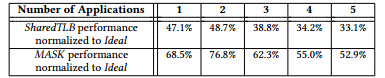 Number of Applications 1 2 3 4 5
SharedTLB performance
normalized to Ideal 47.1% 48.7% 38.8% 34.2% 33.1%
MASK performance
normalized to Ideal 68.5% 76.8% 62.3% 55.0% 52.9%